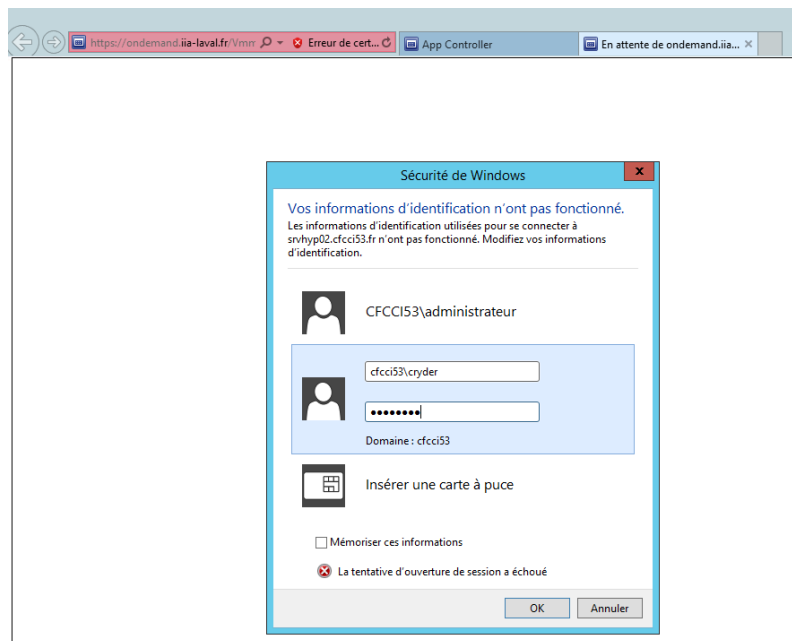 https://ondemand.iia-laval.fr/Vmr Erreur de cert... App Controller En attente de ondemand.iia...
Sécurité de Windows
Vos informations d'identification n'ont pas fonctionné.
Les informations d'identification utilisées pour se connecter à
srvhyp02.cfcci53.fr n'ont pas fonctionné. Modifiez vos informations
d'identification.
CFCCI53\administrateur
cfcci53\cryder
Domaine : cfcci53
Insérer une carte à puce
Mémoriser ces informations
La tentative d'ouverture de session a échoué
OK Annuler